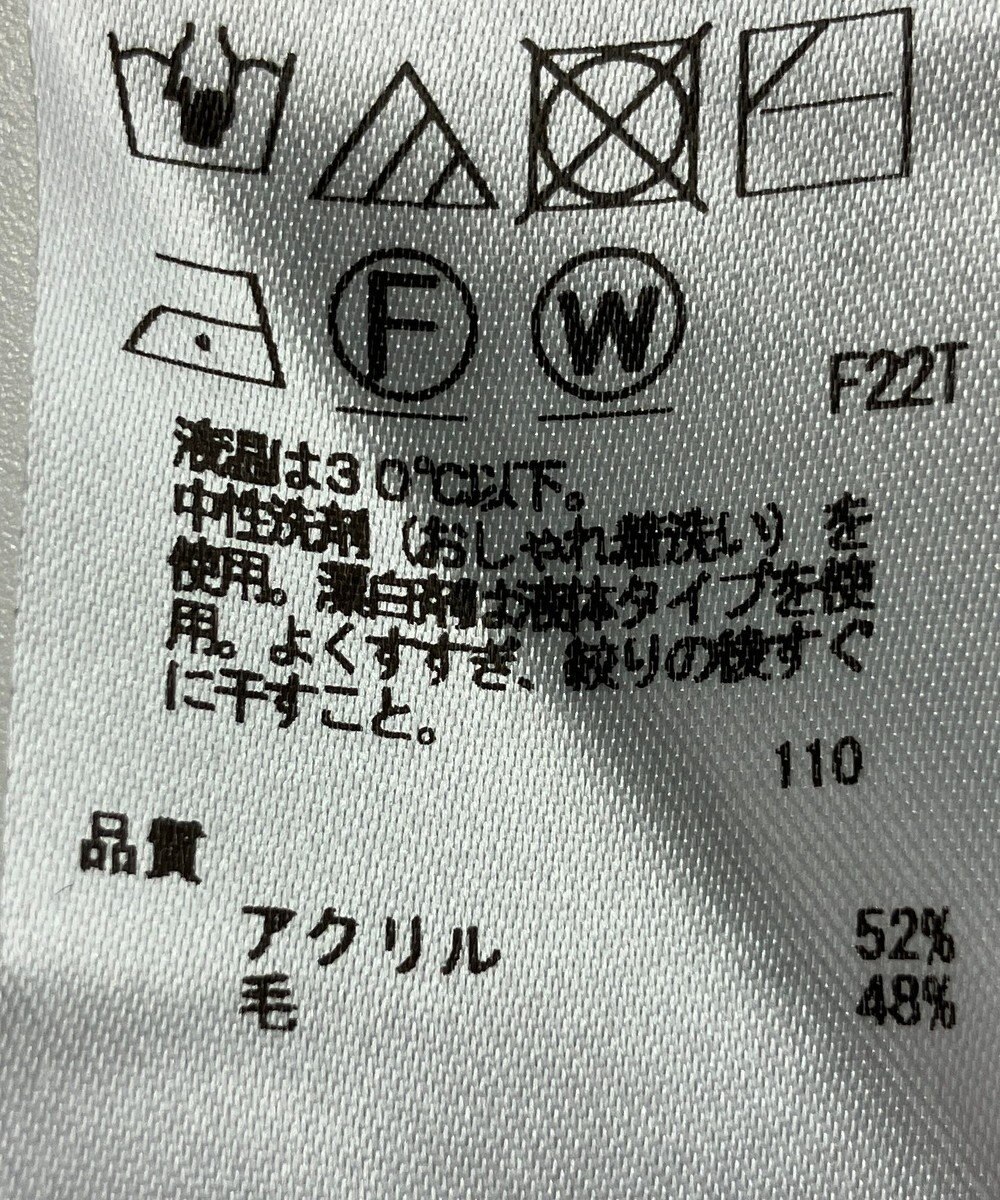 F
W
F22T
液温は30℃以下。
中性洗剤(おしゃれ着洗い)を
使用。漂白剤は液体タイプを使
用。よくすすぎ、絞りの後すぐ
に干すこと。
110
品質
アクリル 52%
毛 48%